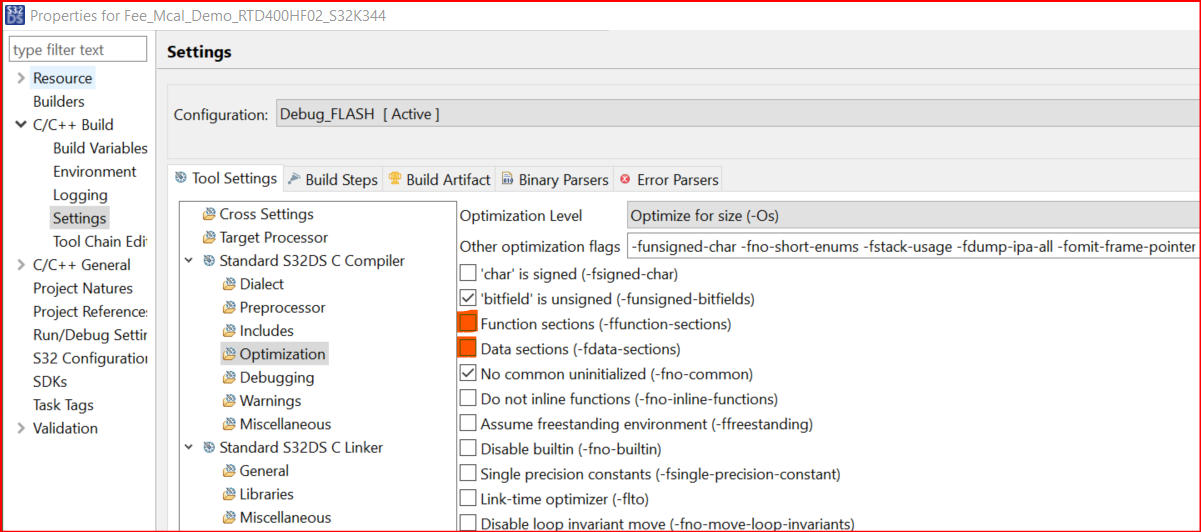 S32 DS Properties for Fee_Mcal_Demo_RTD400HF02_S32K344
type filter text
Resource
Builders
C/C++ Build
Build Variables
Environment
Logging
Settings
Tool Chain Edi
C/C++ General
Project Natures
Project References
Run/Debug Settin
S32 Configuration
SDKs
Task Tags
Validation
Settings
Configuration: Debug_FLASH [ Active ]
Tool Settings Build Steps Build Artifact Binary Parsers Error Parsers
Cross Settings
Target Processor
Standard S32DS C Compiler
Dialect
Preprocessor
Includes
Optimization
Debugging
Warnings
Miscellaneous
Standard S32DS C Linker
General
Libraries
Miscellaneous
Optimization Level Optimize for size (-Os)
Other optimization flags -funsigned-char -fno-short-enums -fstack-usage -fdump-ipa-all -fomit-frame-pointer
'char' is signed (-fsigned-char)
'bitfield' is unsigned (-funsigned-bitfields)
Function sections (-ffunction-sections)
Data sections (-fdata-sections)
No common uninitialized (-fno-common)
Do not inline functions (-fno-inline-functions)
Assume freestanding environment (-ffreestanding)
Disable builtin (-fno-builtin)
Single precision constants (-fsingle-precision-constant)
Link-time optimizer (-flto)
Disable loop invariant move (-fno-move-loop-invariants)